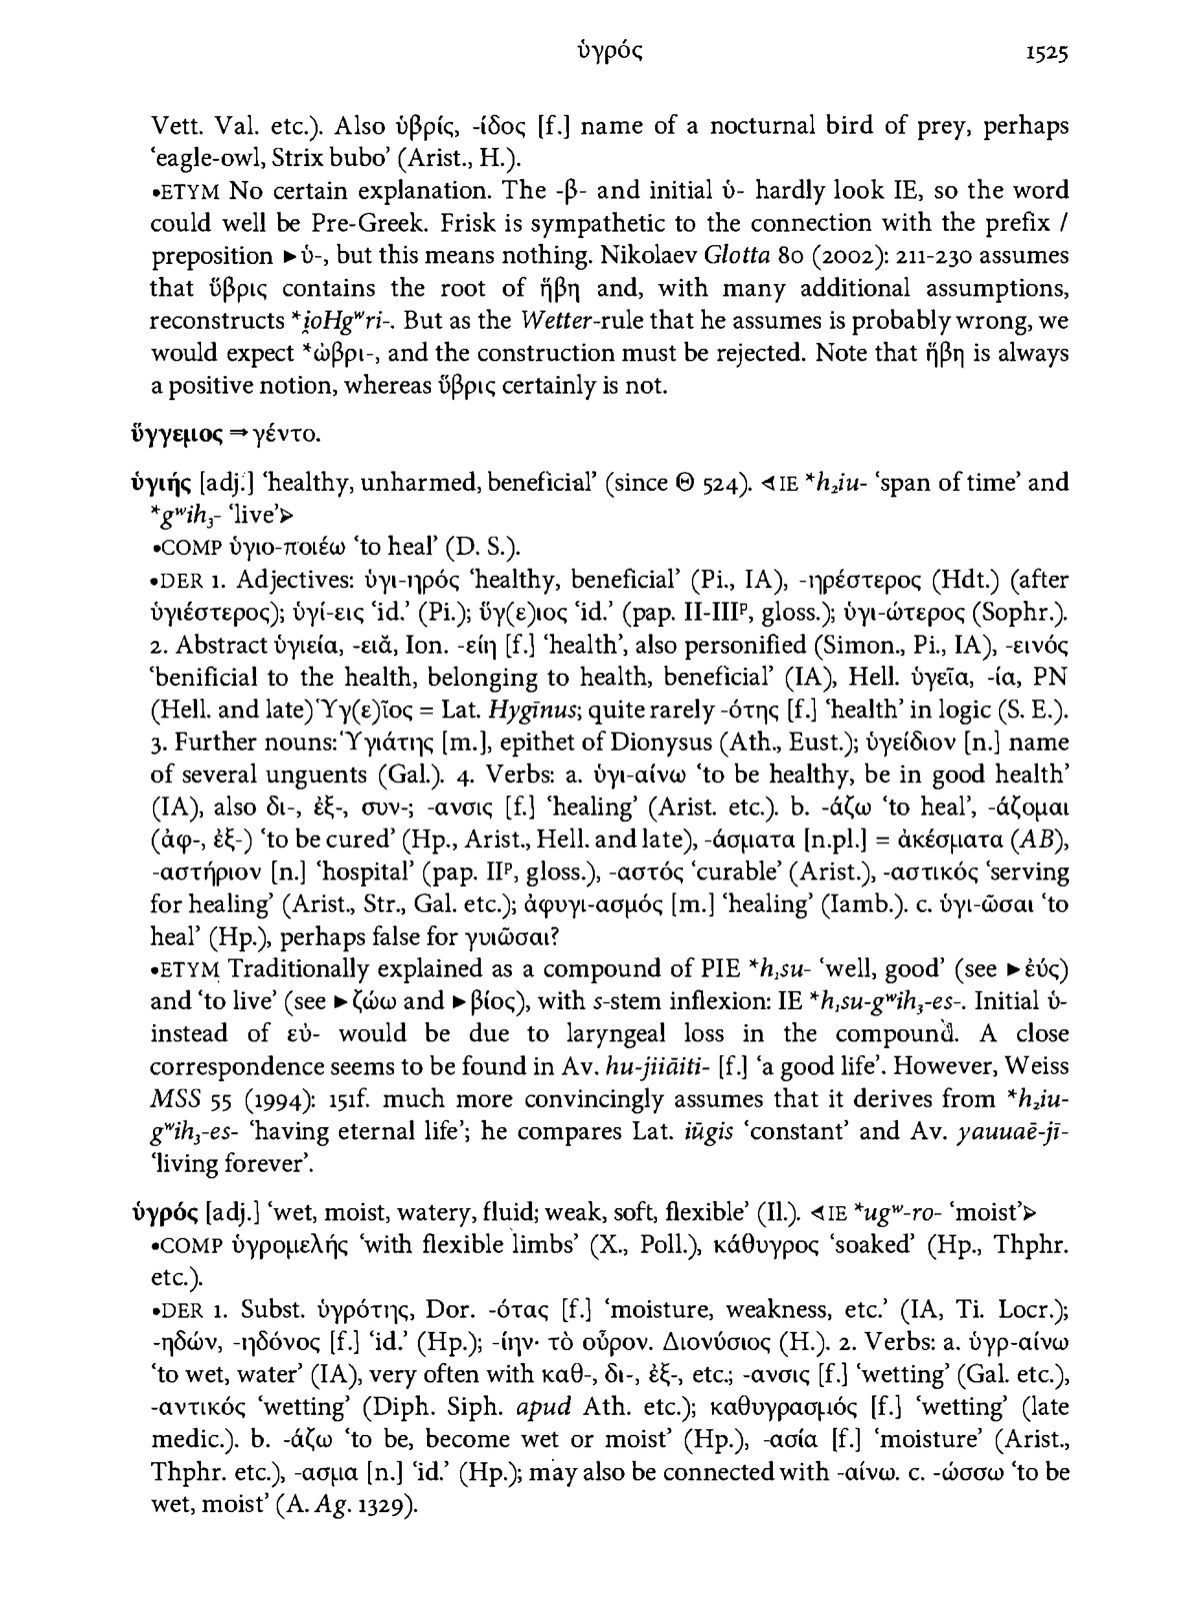 ὑγρός 1525
Vett. Val. etc.). Also ὑβρίς, -ίδος [f.] name of a nocturnal bird of prey, perhaps
‘eagle-owl, Strix bubo’ (Arist., H.).
•ETYM No certain explanation. The -β- and initial ὑ- hardly look IE, so the word
could well be Pre-Greek. Frisk is sympathetic to the connection with the prefix /
preposition ►ὑ-, but this means nothing. Nikolaev Glotta 80 (2002): 211-230 assumes
that ὕβρις contains the root of ἥβη and, with many additional assumptions,
reconstructs *i̯oHgʷri-. But as the Wetter-rule that he assumes is probably wrong, we
would expect *ὠβρι-, and the construction must be rejected. Note that ἥβη is always
a positive notion, whereas ὕβρις certainly is not.
ὕγγεμος ⇒ γέντο.
ὑγιής [adj.] ‘healthy, unharmed, beneficial’ (since Θ 524). ⊲IE *h₂iu- ‘span of time’ and
*gʷih₃- ‘live’⊳
•COMP ὑγιο-ποιέω ‘to heal’ (D. S.).
•DER 1. Adjectives: ὑγι-ηρός ‘healthy, beneficial’ (Pi., IA), -ηρέστερος (Hdt.) (after
ὑγιέστερος); ὑγί-εις ‘id.’ (Pi.); ὕγ(ε)ιος ‘id.’ (pap. II-IIIᵖ, gloss.); ὑγι-ώτερος (Sophr.).
2. Abstract ὑγιεία, -ειᾰ, Ion. -είη [f.] ‘health’, also personified (Simon., Pi., IA), -εινός
‘benificial to the health, belonging to health, beneficial’ (IA), Hell. ὑγεῖα, -ία, PN
(Hell. and late) Ὑγ(ε)ῖος = Lat. Hygīnus; quite rarely -ότης [f.] ‘health’ in logic (S. E.).
3. Further nouns: Ὑγιάτης [m.], epithet of Dionysus (Ath., Eust.); ὑγείδιον [n.] name
of several unguents (Gal.). 4. Verbs: a. ὑγι-αίνω ‘to be healthy, be in good health’
(IA), also δι-, ἐξ-, συν-; -ανσις [f.] ‘healing’ (Arist. etc.). b. -άζω ‘to heal’, -άζομαι
(ἀφ-, ἐξ-) ‘to be cured’ (Hp., Arist., Hell. and late), -άσματα [n.pl.] = ἀκέσματα (AB),
-αστήριον [n.] ‘hospital’ (pap. IIᵖ, gloss.), -αστός ‘curable’ (Arist.), -αστικός ‘serving
for healing’ (Arist., Str., Gal. etc.); ἀφυγι-ασμός [m.] ‘healing’ (Iamb.). c. ὑγι-ῶσαι ‘to
heal’ (Hp.), perhaps false for γυιῶσαι?
•ETYM Traditionally explained as a compound of PIE *h₁su- ‘well, good’ (see ►ἐύς)
and ‘to live’ (see ►ζώω and ►βίος), with s-stem inflexion: IE *h₁su-gʷih₃-es-. Initial ὑ-
instead of εὐ- would be due to laryngeal loss in the compound. A close
correspondence seems to be found in Av. hu-jiiāiti- [f.] ‘a good life’. However, Weiss
MSS 55 (1994): 151f. much more convincingly assumes that it derives from *h₂iu-
gʷih₃-es- ‘having eternal life’; he compares Lat. iūgis ‘constant’ and Av. yauuaē-jī-
‘living forever’.
ὑγρός [adj.] ‘wet, moist, watery, fluid; weak, soft, flexible’ (Il.). ⊲IE *ugʷ-ro- ‘moist’⊳
•COMP ὑγρομελής ‘with flexible limbs’ (X., Poll.), κάθυγρος ‘soaked’ (Hp., Thphr.
etc.).
•DER 1. Subst. ὑγρότης, Dor. -ότας [f.] ‘moisture, weakness, etc.’ (IA, Ti. Locr.);
-ηδών, -ηδόνος [f.] ‘id.’ (Hp.); -ίην· τὸ οὖρον. Διονύσιος (H.). 2. Verbs: a. ὑγρ-αίνω
‘to wet, water’ (IA), very often with καθ-, δι-, ἐξ-, etc.; -ανσις [f.] ‘wetting’ (Gal. etc.),
-αντικός ‘wetting’ (Diph. Siph. apud Ath. etc.); καθυγρασμός [f.] ‘wetting’ (late
medic.). b. -άζω ‘to be, become wet or moist’ (Hp.), -ασία [f.] ‘moisture’ (Arist.,
Thphr. etc.), -ασμα [n.] ‘id.’ (Hp.); may also be connected with -αίνω. c. -ώσσω ‘to be
wet, moist’ (A. Ag. 1329).